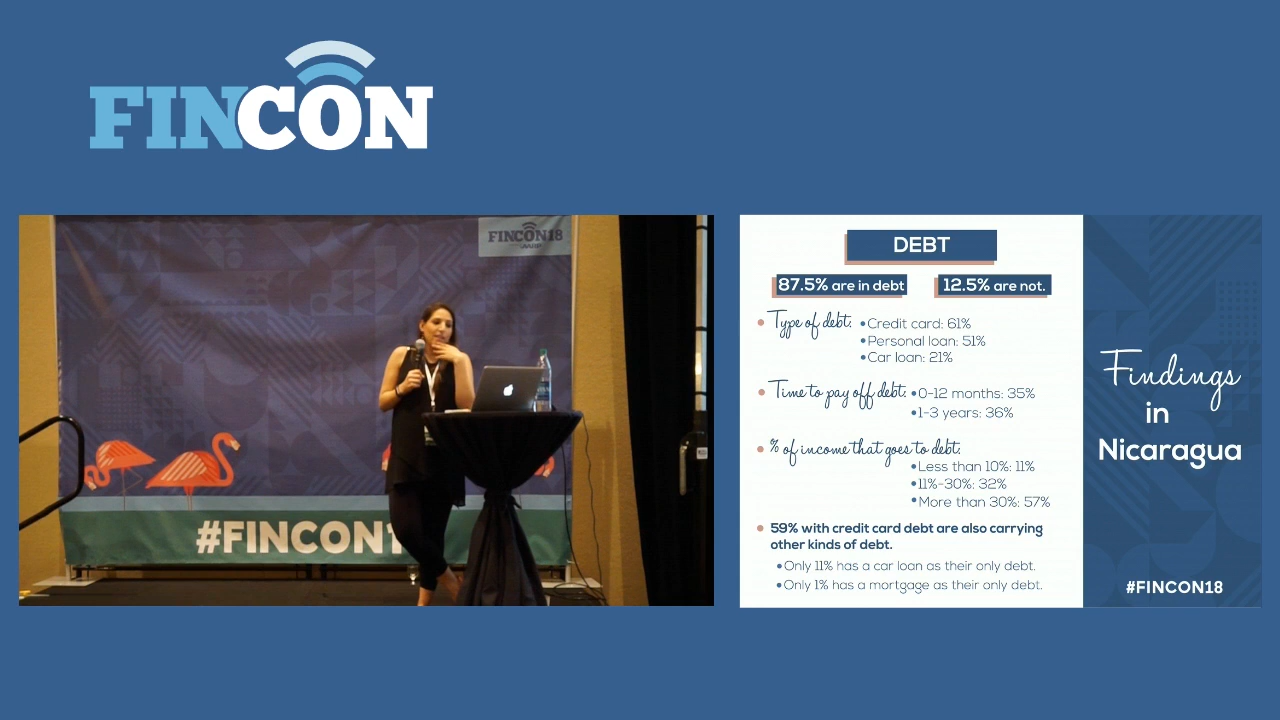 FINCON
FINCON18
#FINCON1
DEBT
87.5% are in debt
12.5% are not.
Type of debt:
•Credit card: 61%
•Personal loan: 51%
•Car loan: 21%
Time to pay off debt:
•0-12 months: 35%
•1-3 years: 36%
% of income that goes to debt:
•Less than 10%: 11%
•11%-30%: 32%
•More than 30%: 57%
• 59% with credit card debt are also carrying
other kinds of debt.
•Only 11% has a car loan as their only debt.
•Only 1% has a mortgage as their only debt.
Findings
in
Nicaragua
#FINCON18